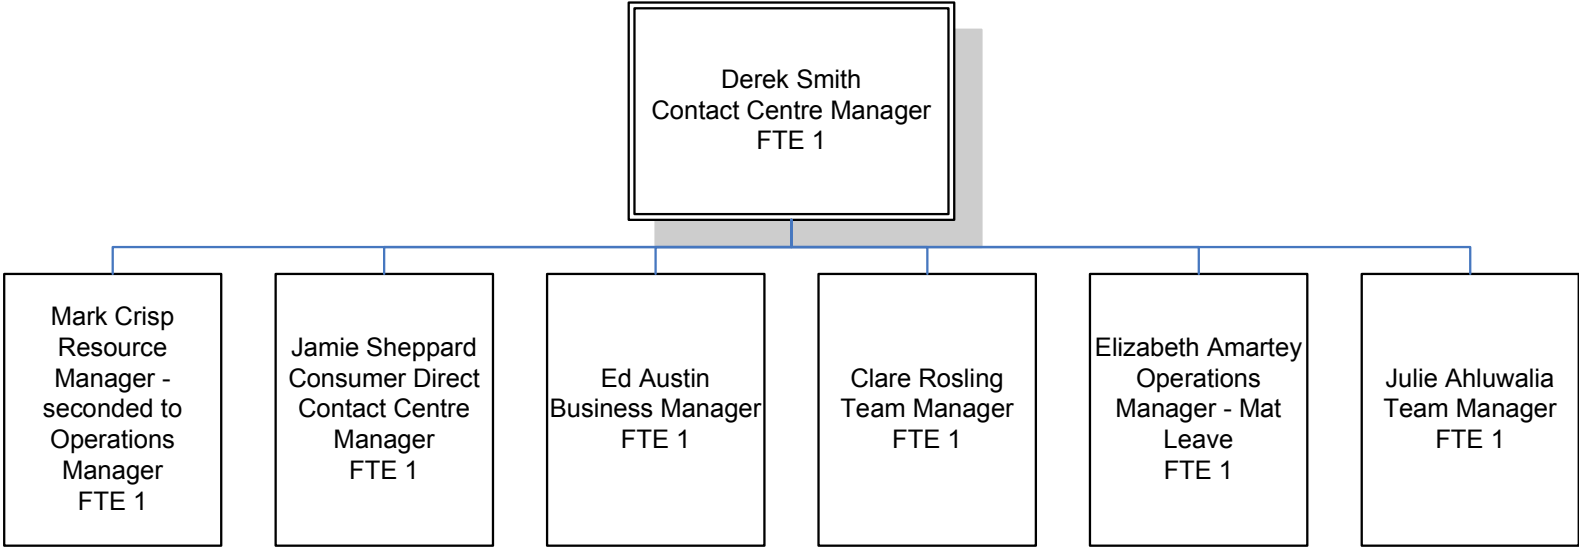 Derek Smith
Contact Centre Manager
FTE 1
Mark Crisp
Resource
Manager -
seconded to
Operations
Manager
FTE 1
Jamie Sheppard
Consumer Direct
Contact Centre
Manager
FTE 1
Ed Austin
Business Manager
FTE 1
Clare Rosling
Team Manager
FTE 1
Elizabeth Amartey
Operations
Manager - Mat
Leave
FTE 1
Julie Ahluwalia
Team Manager
FTE 1